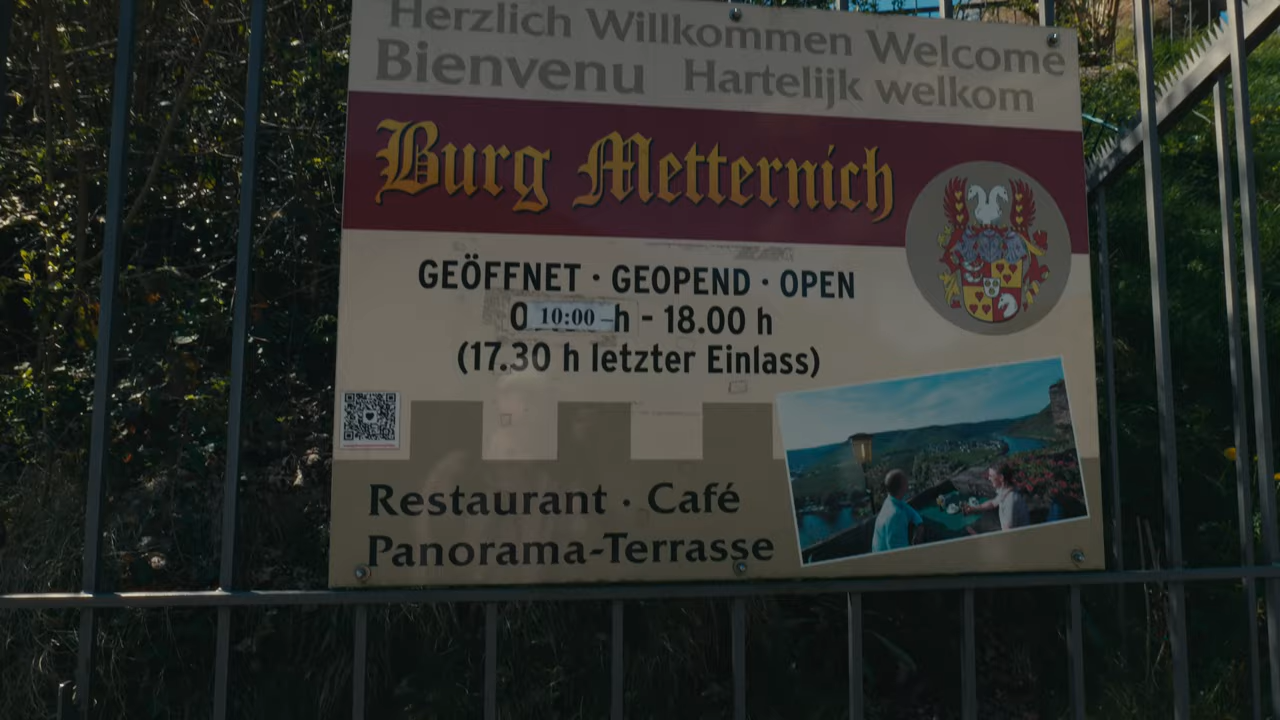 Herzlich Willkommen Welcome
Bienvenu Hartelijk welkom
Burg Metternich
GEÖFFNET · GEOPEND · OPEN
0 10:00 – h - 18.00 h
(17.30 h letzter Einlass)
Restaurant · Café
Panorama-Terrasse